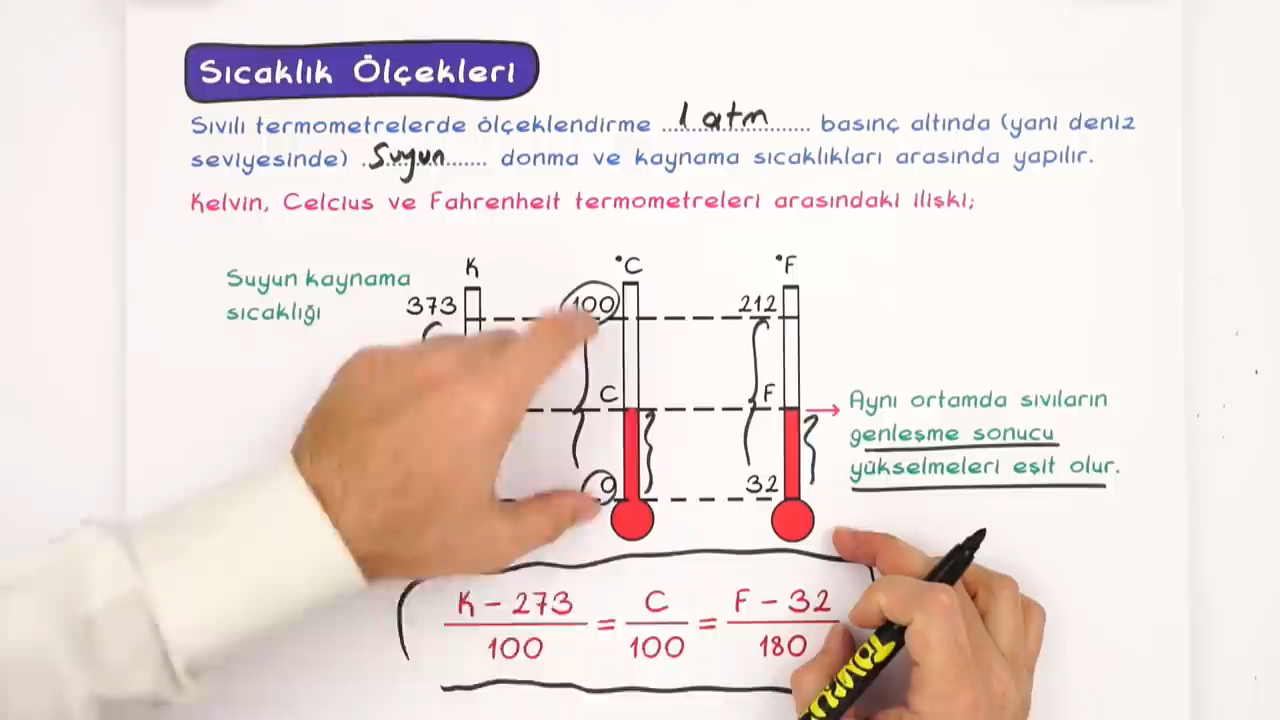 Sıcaklık Ölçekleri
Sıvılı termometrelerde ölçeklendirme 1 atm basınç altında (yani deniz
seviyesinde) Suyun donma ve kaynama sıcaklıkları arasında yapılır.
Kelvin, Celcius ve Fahrenheit termometreleri arasındaki ilişki;
K °C °F
Suyun kaynama
sıcaklığı
373 100 212
C F
Aynı ortamda sıvıların
genleşme sonucu
yükselmeleri eşit olur.
32
K - 273 / 100 = C / 100 = F - 32 / 180